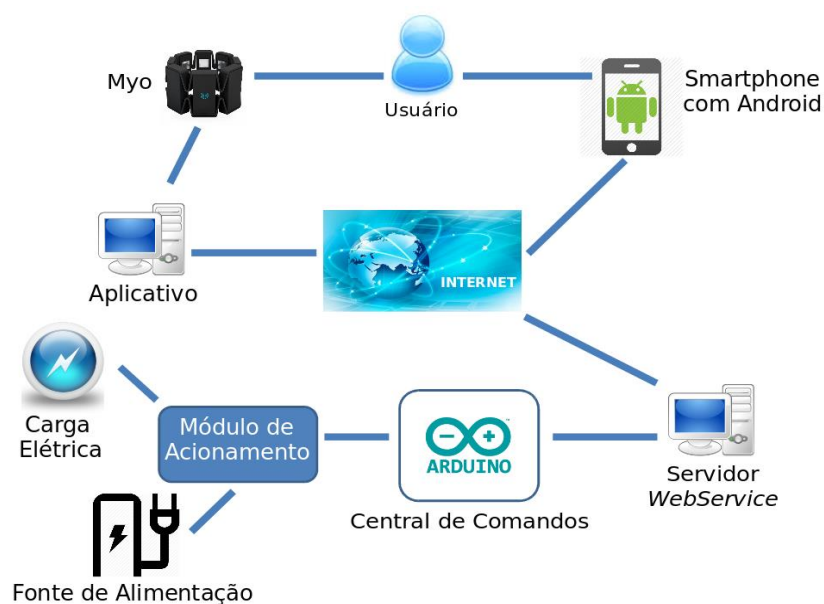 Myo
Usuário
Smartphone
com Android
Aplicativo
INTERNET
Carga
Elétrica
Módulo de
Acionamento
ARDUINO
Central de Comandos
Servidor
WebService
Fonte de Alimentação